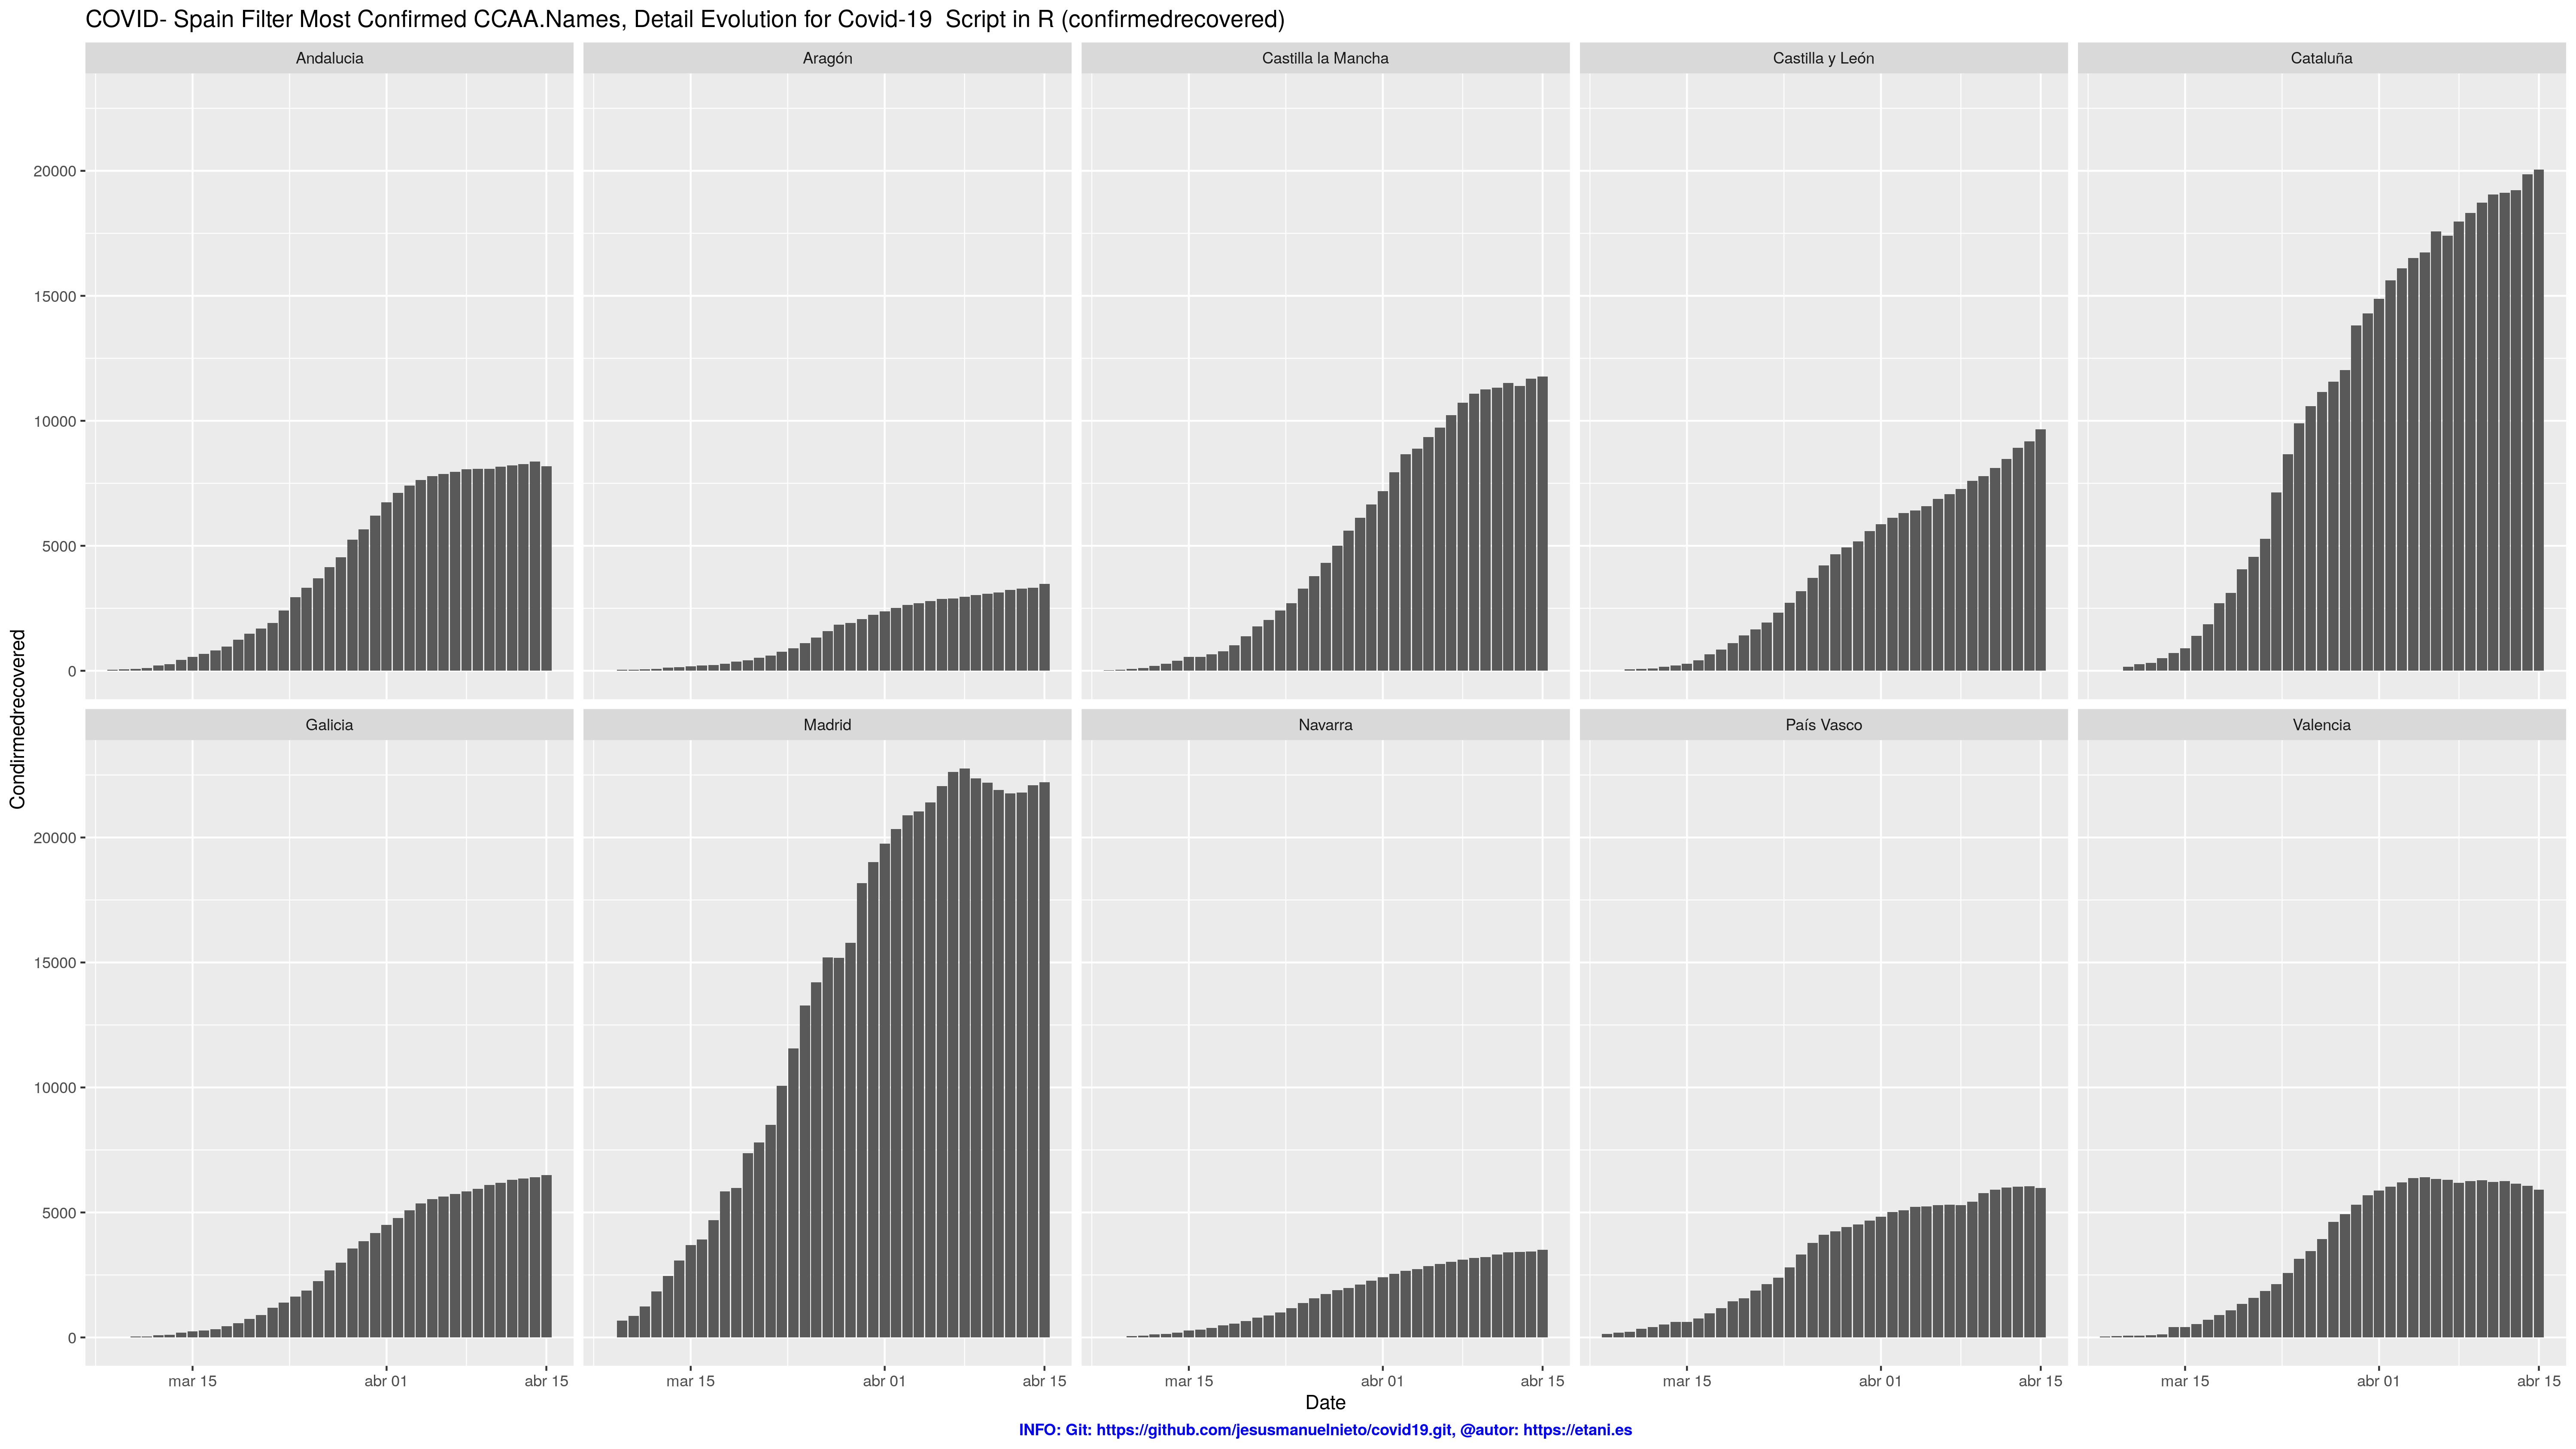 COVID- Spain Filter Most Confirmed CCAA.Names, Detail Evolution for Covid-19  Script in R (confirmedrecovered)
Andalucia
Aragón
Castilla la Mancha
Castilla y León
Cataluña
20000
15000
10000
5000
0
Condirmedrecovered
Galicia
Madrid
Navarra
País Vasco
Valencia
20000
15000
10000
5000
0
mar 15 abr 01 abr 15
mar 15 abr 01 abr 15
mar 15 abr 01 abr 15
mar 15 abr 01 abr 15
mar 15 abr 01 abr 15
Date
INFO: Git: https://github.com/jesusmanuelnieto/covid19.git, @autor: https://etani.es